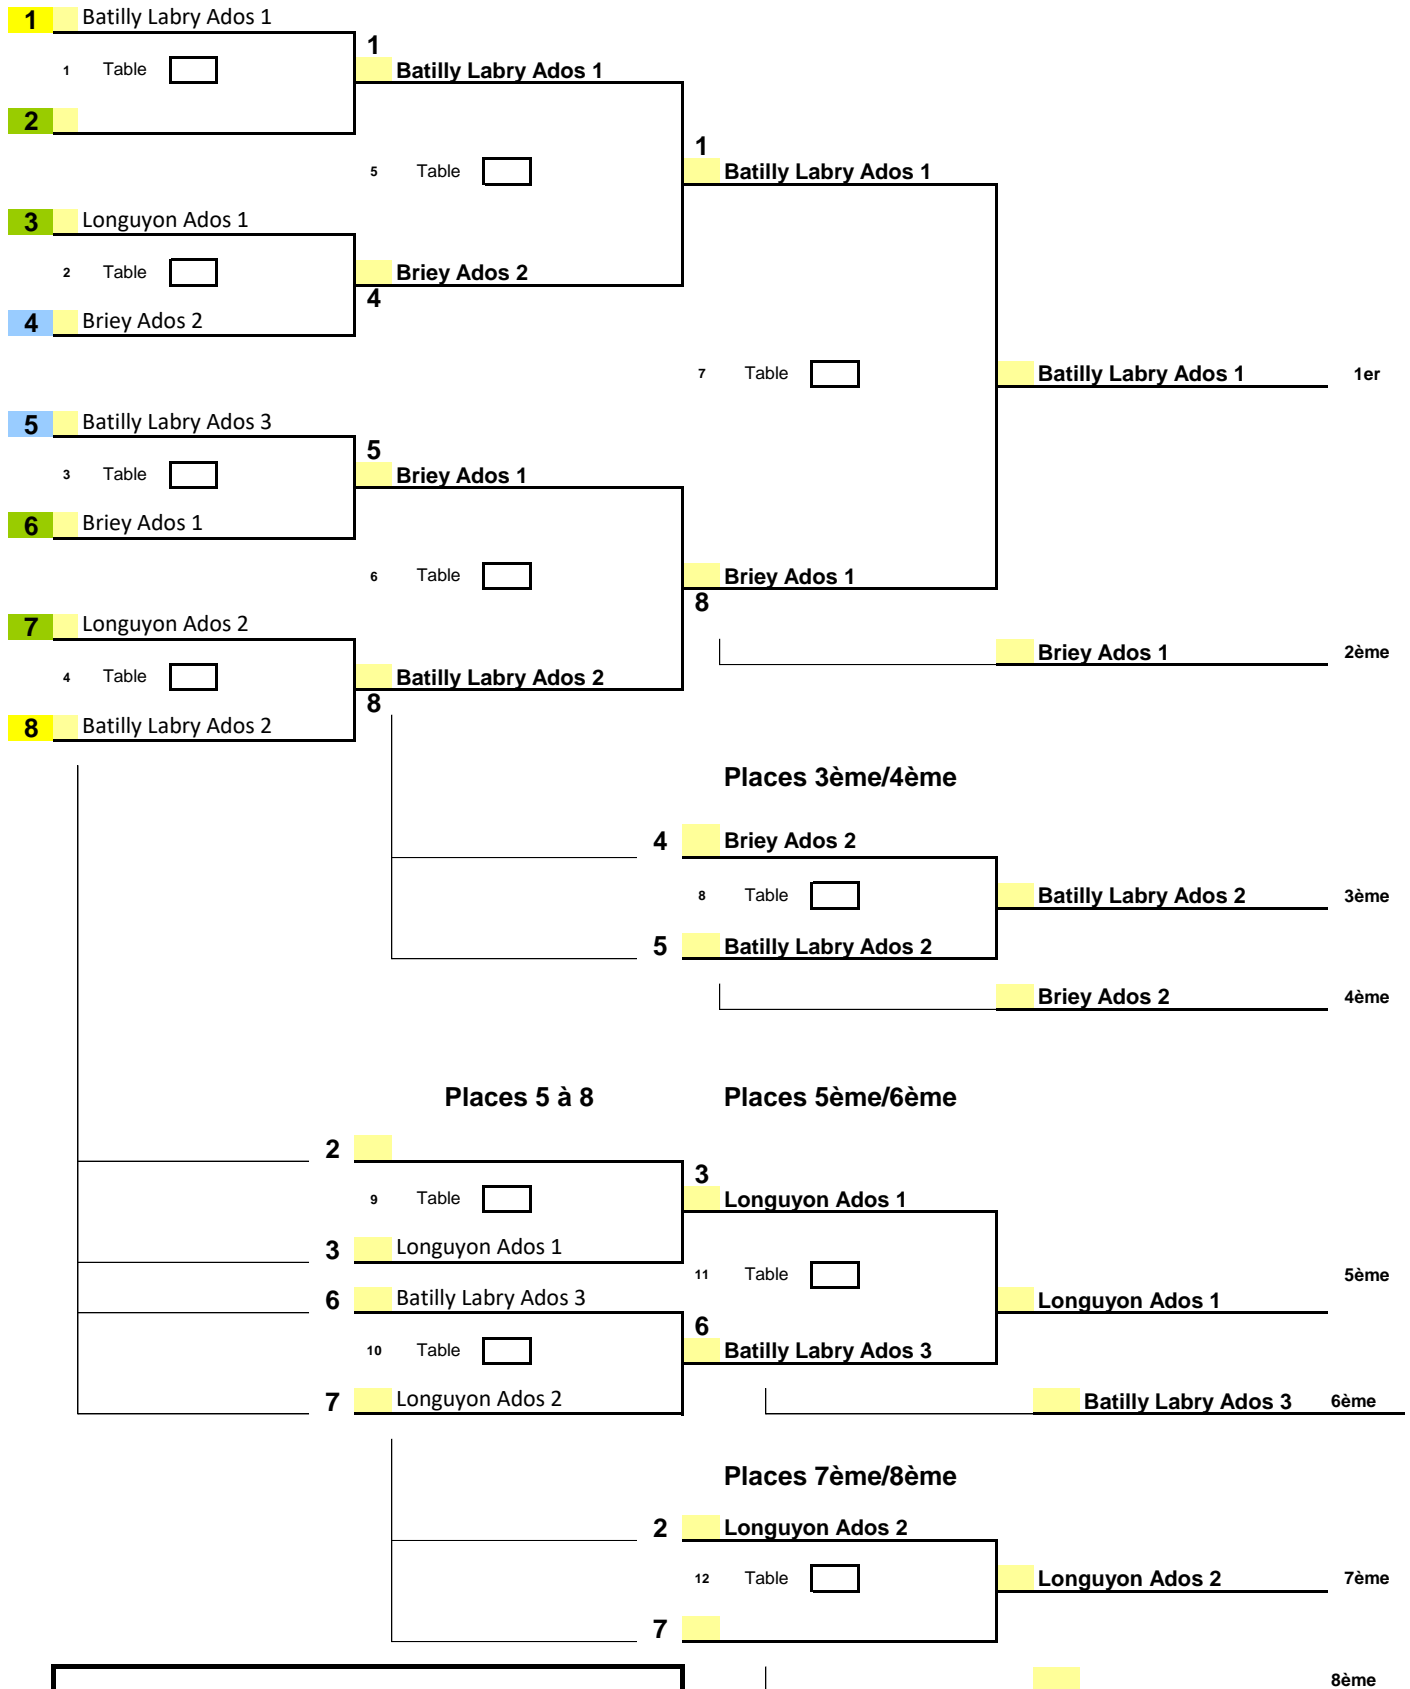 1 Batilly Labry Ados 1
1
1 Table
Batilly Labry Ados 1
2
1
5 Table
Batilly Labry Ados 1
3 Longuyon Ados 1
2 Table
Briey Ados 2
4
4 Briey Ados 2
7 Table
Batilly Labry Ados 1 1er
5 Batilly Labry Ados 3
5
3 Table
Briey Ados 1
6 Briey Ados 1
6 Table
Briey Ados 1
8
7 Longuyon Ados 2
Briey Ados 1 2ème
4 Table
Batilly Labry Ados 2
8
8 Batilly Labry Ados 2
Places 3ème/4ème
4 Briey Ados 2
8 Table
Batilly Labry Ados 2 3ème
5 Batilly Labry Ados 2
Briey Ados 2 4ème
Places 5 à 8 Places 5ème/6ème
2
3
9 Table
Longuyon Ados 1
3 Longuyon Ados 1
11 Table
5ème
6 Batilly Labry Ados 3
Longuyon Ados 1
6
10 Table
Batilly Labry Ados 3
7 Longuyon Ados 2
Batilly Labry Ados 3 6ème
Places 7ème/8ème
2 Longuyon Ados 2
12 Table
Longuyon Ados 2 7ème
7
8ème